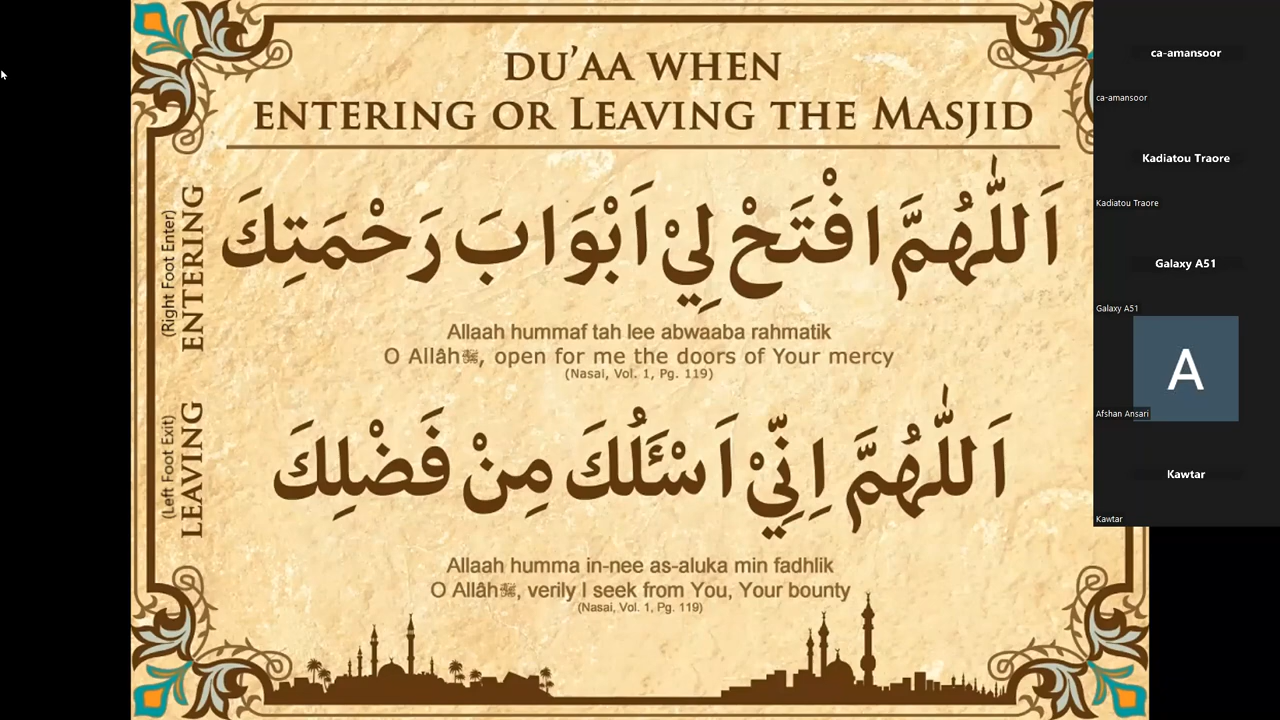 DU'AA WHEN
ENTERING OR LEAVING THE MASJID
(Right Foot Enter)
ENTERING
اَللّٰهُمَّ افْتَحْ لِيْ اَبْوَابَ رَحْمَتِكَ
Allaah hummaf tah lee abwaaba rahmatik
O Allâhﷻ, open for me the doors of Your mercy
(Nasai, Vol. 1, Pg. 119)
(Left Foot Exit)
LEAVING
اَللّٰهُمَّ اِنِّيْ اَسْئَلُكَ مِنْ فَضْلِكَ
Allaah humma in-nee as-aluka min fadhlik
O Allâhﷻ, verily I seek from You, Your bounty
(Nasai, Vol. 1, Pg. 119)
ca-amansoor
ca-amansoor
Kadiatou Traore
Kadiatou Traore
Galaxy A51
Galaxy A51
A
Afshan Ansari
Kawtar
Kawtar